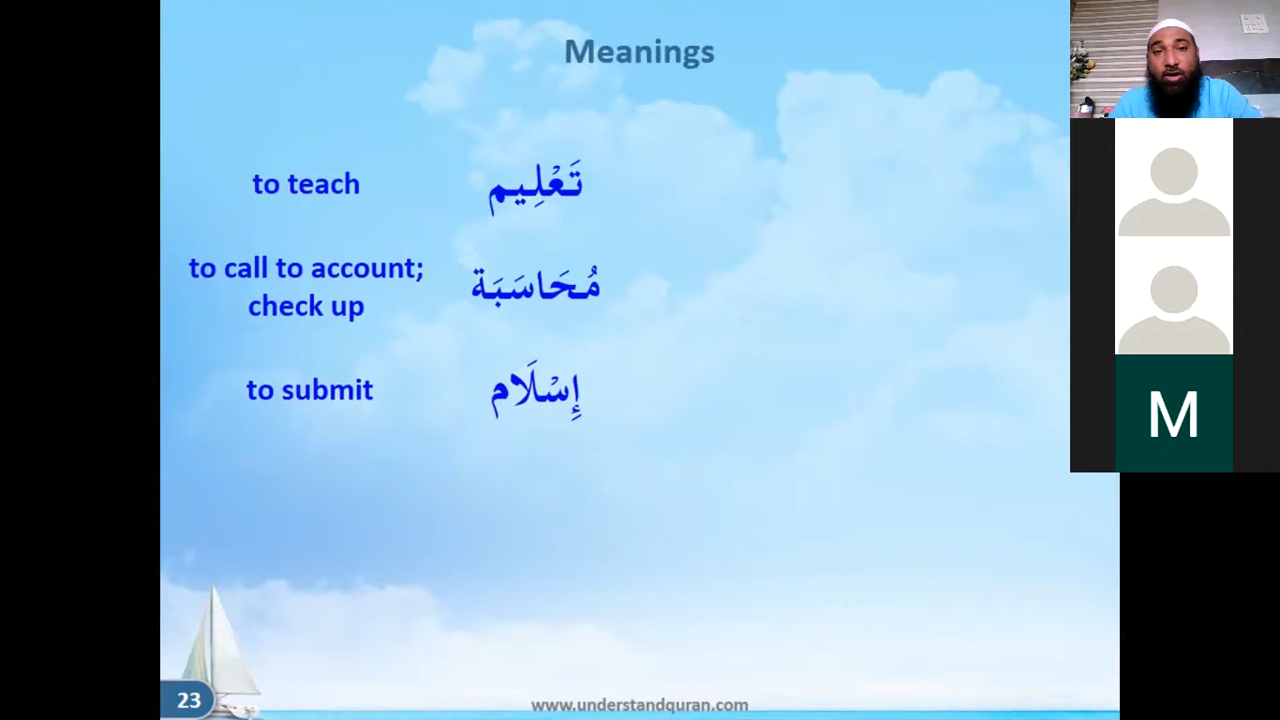 Meanings
to teach تَعْلِيم
to call to account;
check up مُحَاسَبَة
to submit إِسْلَام
23
www.understandquran.com
M